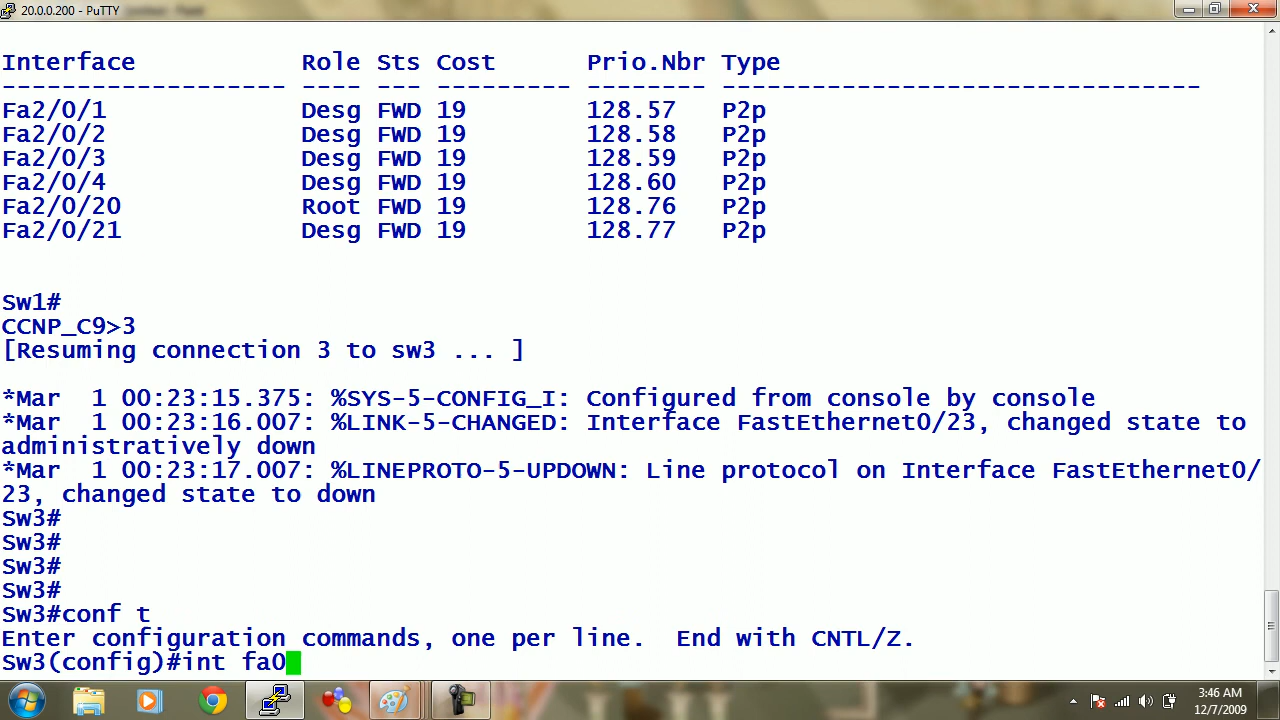 20.0.0.200 - PuTTY
Interface Role Sts Cost Prio.Nbr Type
------------------- ---- --- --------- -------- --------------------------------
Fa2/0/1 Desg FWD 19 128.57 P2p
Fa2/0/2 Desg FWD 19 128.58 P2p
Fa2/0/3 Desg FWD 19 128.59 P2p
Fa2/0/4 Desg FWD 19 128.60 P2p
Fa2/0/20 Root FWD 19 128.76 P2p
Fa2/0/21 Desg FWD 19 128.77 P2p
Sw1#
CCNP_C9>3
[Resuming connection 3 to sw3 ... ]
*Mar  1 00:23:15.375: %SYS-5-CONFIG_I: Configured from console by console
*Mar  1 00:23:16.007: %LINK-5-CHANGED: Interface FastEthernet0/23, changed state to
administratively down
*Mar  1 00:23:17.007: %LINEPROTO-5-UPDOWN: Line protocol on Interface FastEthernet0/
23, changed state to down
Sw3#
Sw3#
Sw3#
Sw3#
Sw3#conf t
Enter configuration commands, one per line.  End with CNTL/Z.
Sw3(config)#int fa0
3:46 AM
12/7/2009